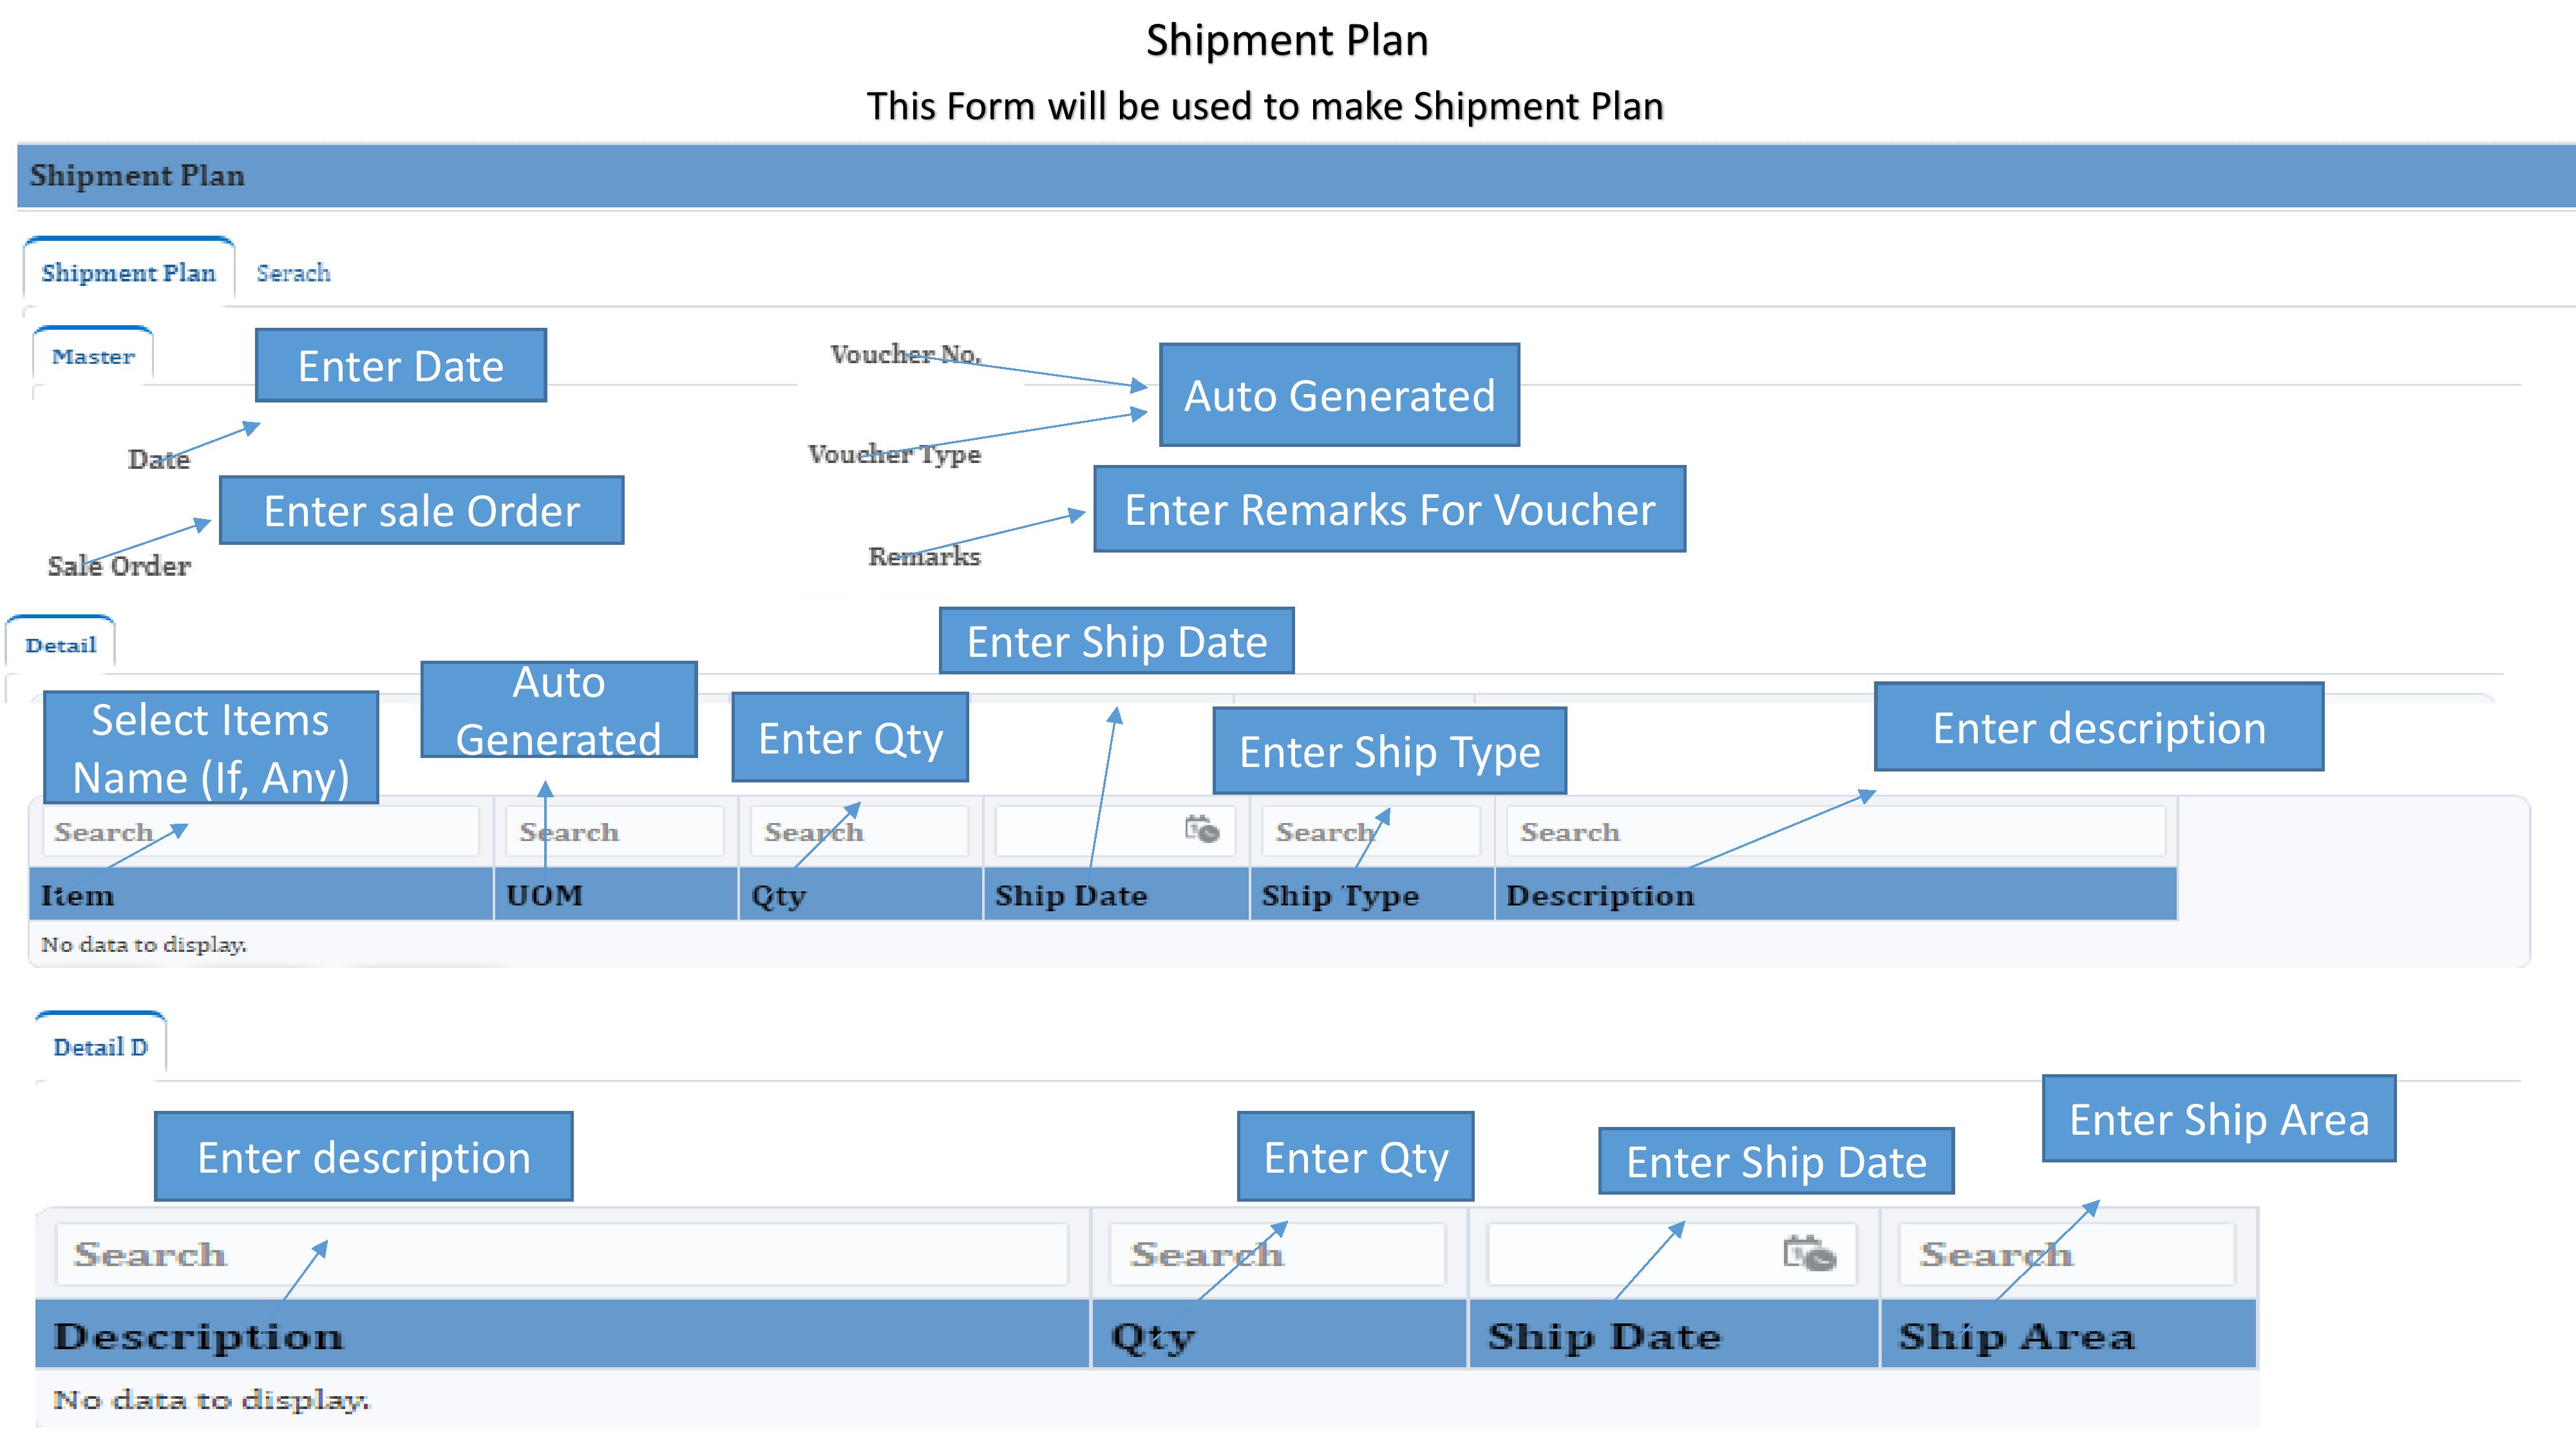 Shipment Plan
This Form will be used to make Shipment Plan
Shipment Plan
Shipment Plan Serach
Master
Enter Date
Voucher No.
Auto Generated
Date
Voucher Type
Enter sale Order
Enter Remarks For Voucher
Sale Order
Remarks
Detail
Enter Ship Date
Select Items
Name (If, Any)
Auto
Generated
Enter Qty
Enter Ship Type
Enter description
Search Search Search Search Search
Item UOM Qty Ship Date Ship Type Description
No data to display.
Detail D
Enter description
Enter Qty
Enter Ship Date
Enter Ship Area
Search Search Search
Description Qty Ship Date Ship Area
No data to display.